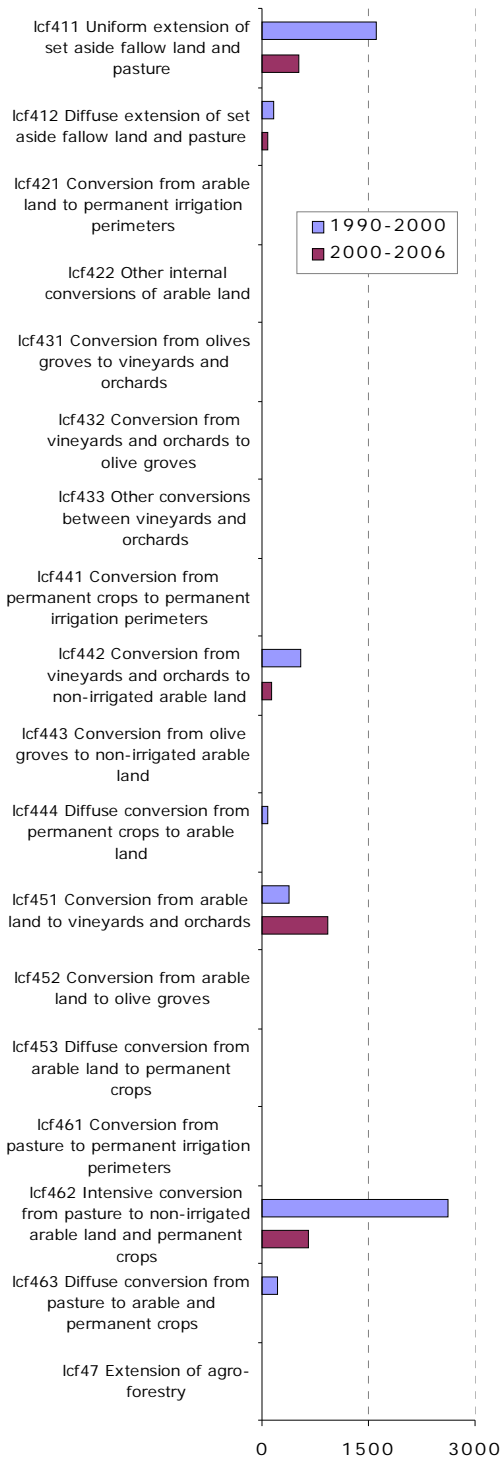 lcf411 Uniform extension of
set aside fallow land and
pasture
lcf412 Diffuse extension of set
aside fallow land and pasture
lcf421 Conversion from arable
land to permanent irrigation
perimeters
1990-2000
2000-2006
lcf422 Other internal
conversions of arable land
lcf431 Conversion from olives
groves to vineyards and
orchards
lcf432 Conversion from
vineyards and orchards to
olive groves
lcf433 Other conversions
between vineyards and
orchards
lcf441 Conversion from
permanent crops to permanent
irrigation perimeters
lcf442 Conversion from
vineyards and orchards to
non-irrigated arable land
lcf443 Conversion from olive
groves to non-irrigated arable
land
lcf444 Diffuse conversion from
permanent crops to arable
land
lcf451 Conversion from arable
land to vineyards and orchards
lcf452 Conversion from arable
land to olive groves
lcf453 Diffuse conversion from
arable land to permanent
crops
lcf461 Conversion from
pasture to permanent irrigation
perimeters
lcf462 Intensive conversion
from pasture to non-irrigated
arable land and permanent
crops
lcf463 Diffuse conversion from
pasture to arable and
permanent crops
lcf47 Extension of agro-
forestry
0 1500 3000